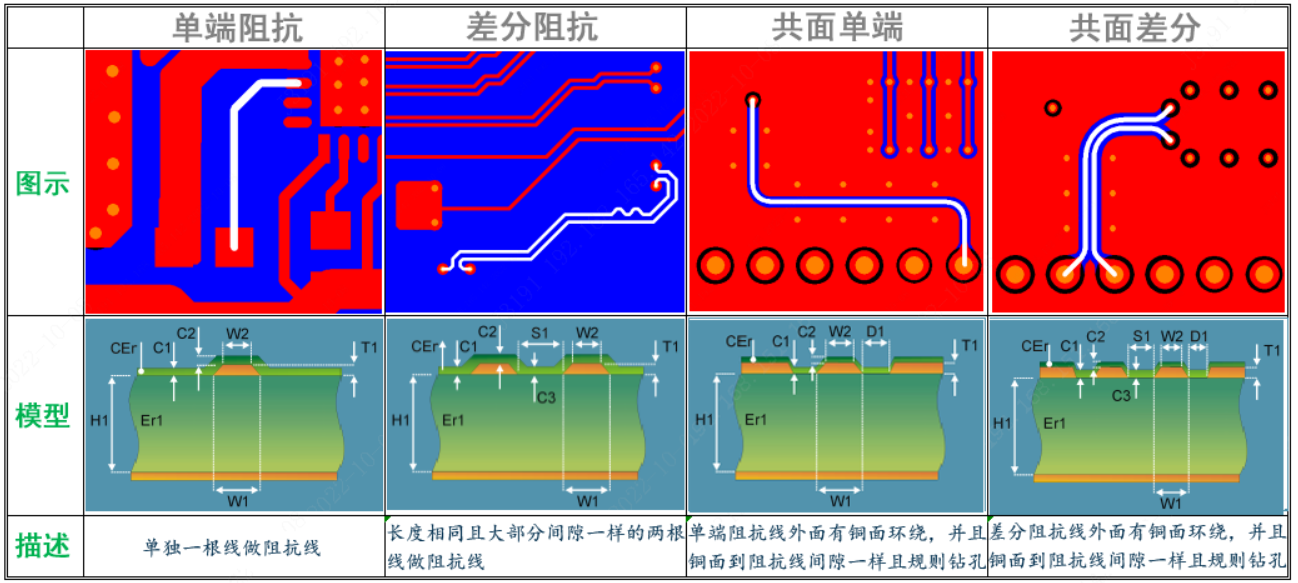 单端阻抗 差分阻抗 共面单端 共面差分
图示
模型
CEr C1 C2 W2 T1 H1 Er1 W1
CEr C1 C2 S1 W2 T1 C3 H1 Er1 W1
CEr C1 C2 W2 D1 T1 H1 Er1 W1
CEr C1 C2 S1 W2 D1 T1 C3 H1 Er1 W1
描述
单独一根线做阻抗线
长度相同且大部分间隙一样的两根
线做阻抗线
单端阻抗线外面有铜面环绕，并且
铜面到阻抗线间隙一样且规则钻孔
差分阻抗线外面有铜面环绕，并且
铜面到阻抗线间隙一样且规则钻孔